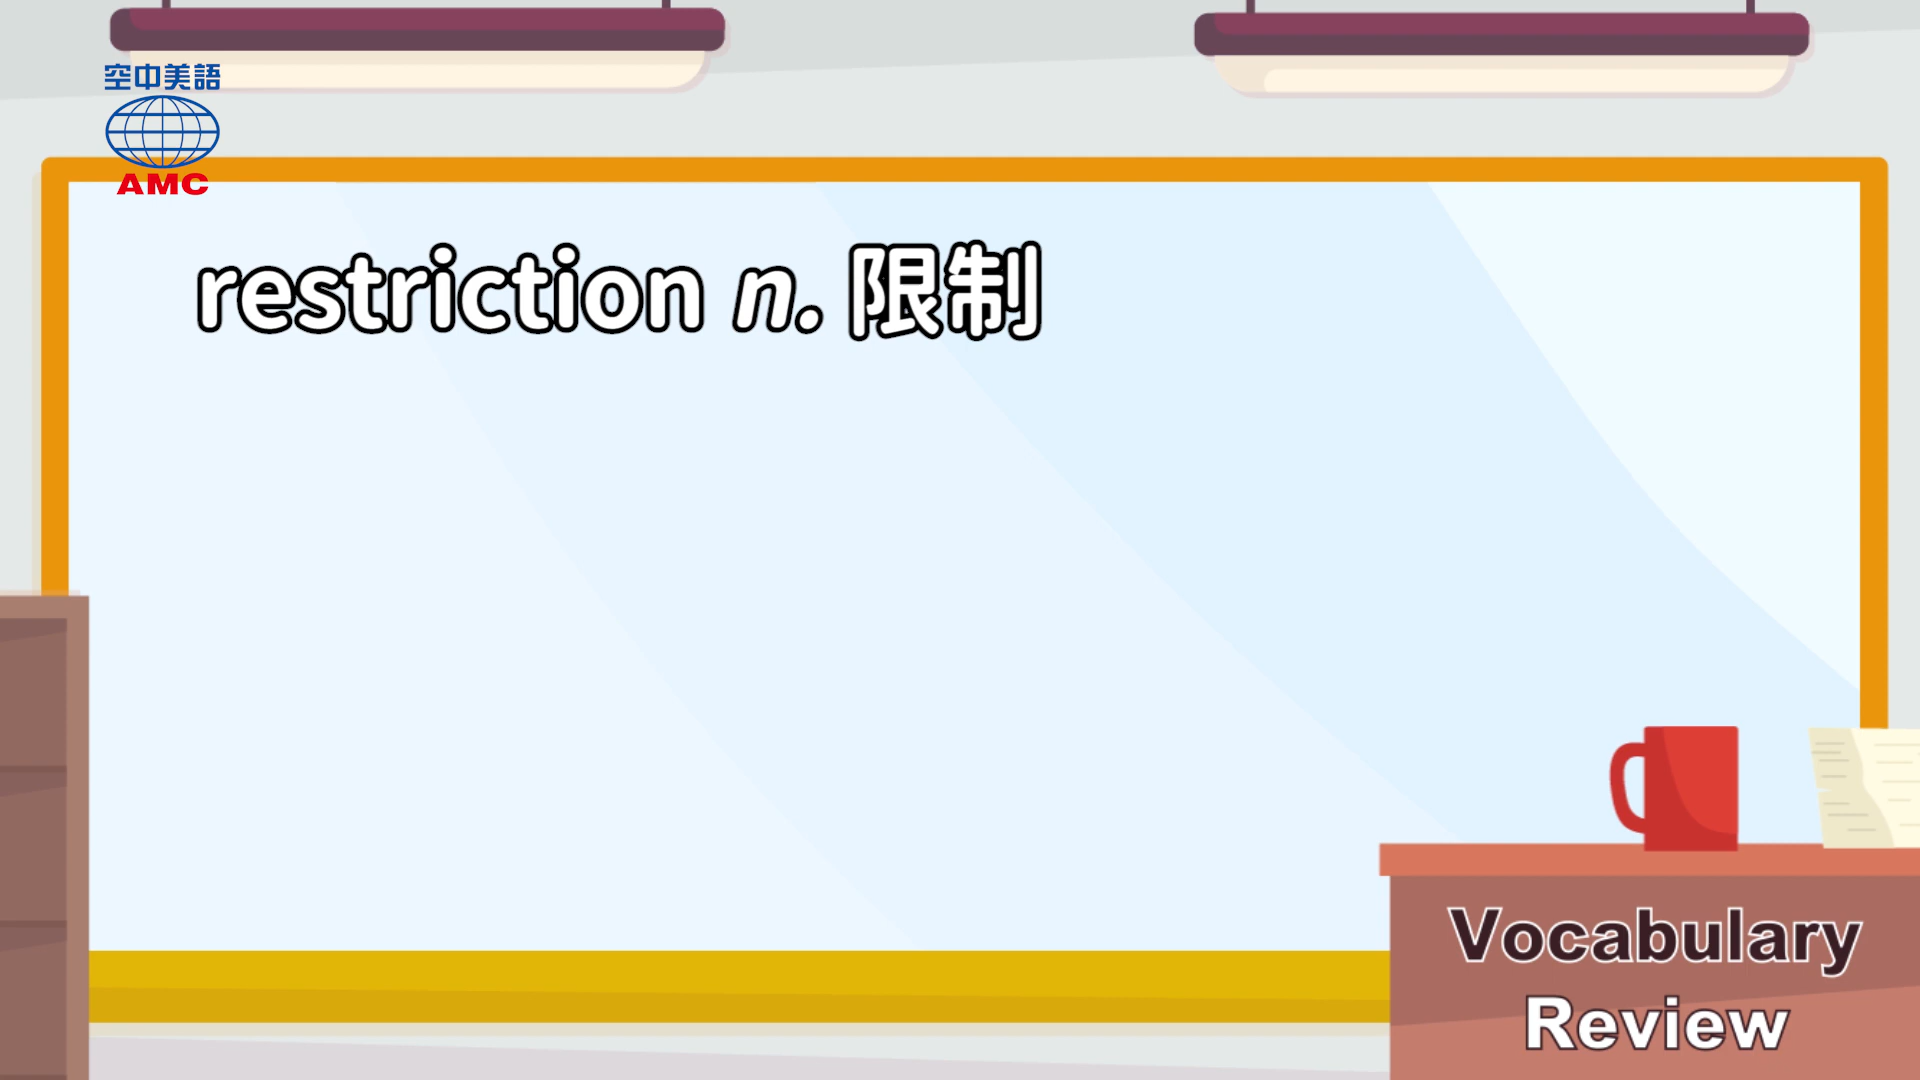 空中美語
AMC
restriction n. 限制
Vocabulary
Review